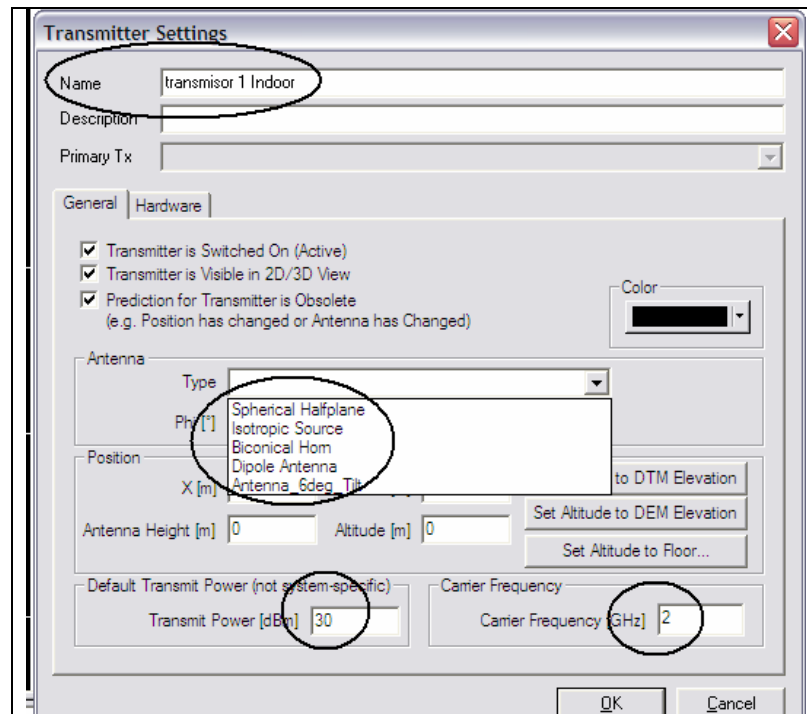 Transmitter Settings
Name transmisor 1 Indoor
Description
Primary Tx
General Hardware
Transmitter is Switched On (Active)
Transmitter is Visible in 2D/3D View
Prediction for Transmitter is Obsolete
(e.g. Position has changed or Antenna has Changed)
Color
Antenna
Type
Spherical Halfplane
Phi [°]
Isotropic Source
Biconical Horn
Dipole Antenna
Antenna_6deg_Tilt
Position
X [m]
to DTM Elevation
Antenna Height [m] 0 Altitude [m] 0
Set Altitude to DEM Elevation
Set Altitude to Floor...
Default Transmit Power (not system-specific)
Transmit Power [dBm] 30
Carrier Frequency
Carrier Frequency [GHz] 2
OK Cancel